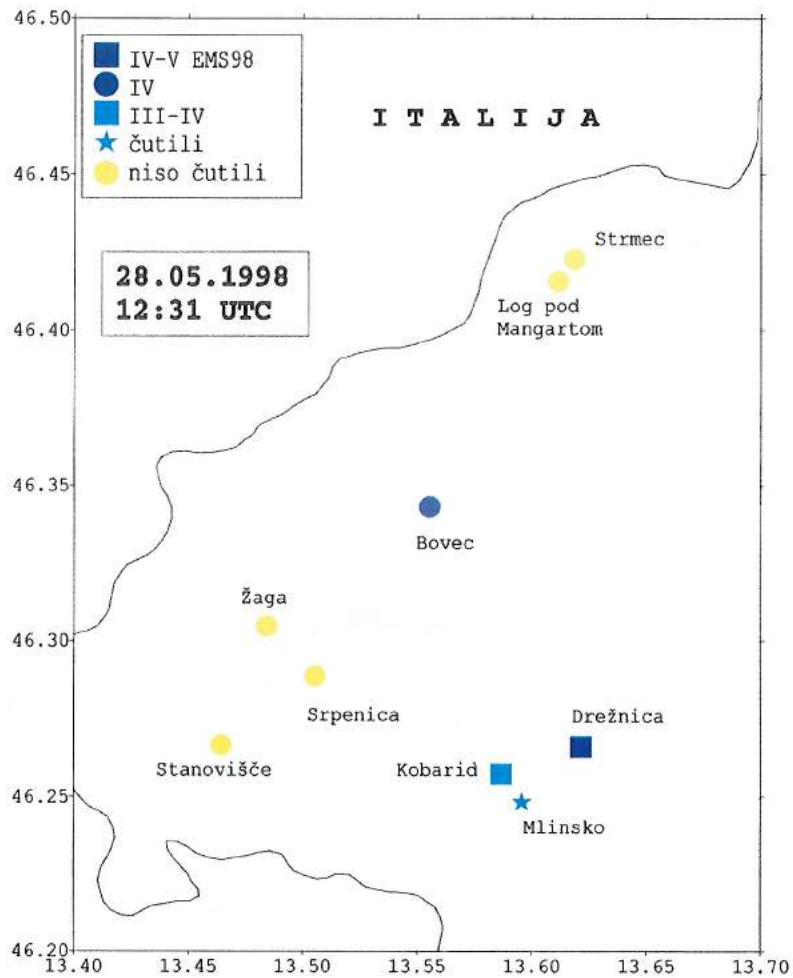 46.50
IV-V EMS98
IV
III-IV
čutili
niso čutili
I T A L I J A
46.45
28.05.1998
12:31 UTC
Strmec
Log pod
Mangartom
46.40
46.35
Bovec
Žaga
46.30
Srpenica
Drežnica
Stanovišče
Kobarid
46.25
Mlinsko
46.20
13.40 13.45 13.50 13.55 13.60 13.65 13.70